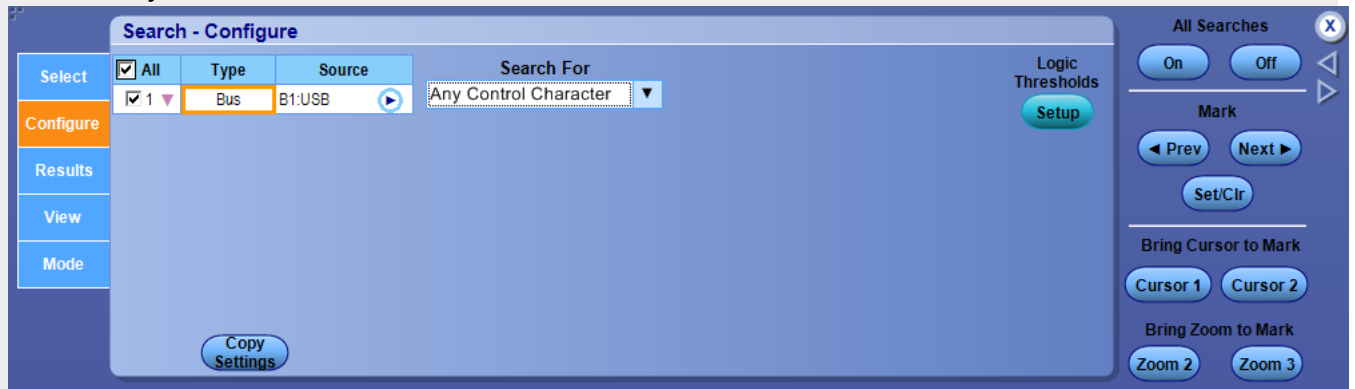 Search - Configure
Select
Configure
Results
View
Mode
All Type Source
1 Bus B1:USB
Search For
Any Control Character
Logic
Thresholds
Setup
Copy
Settings
All Searches X
On Off
Mark
Prev Next
Set/Clr
Bring Cursor to Mark
Cursor 1 Cursor 2
Bring Zoom to Mark
Zoom 2 Zoom 3